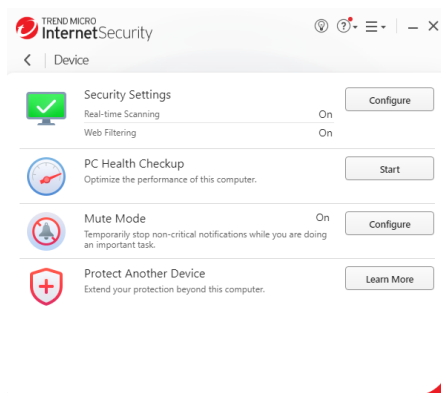 TREND MICRO
InternetSecurity
Device
Security Settings
Configure
Real-time Scanning On
Web Filtering On
PC Health Checkup
Start
Optimize the performance of this computer.
Mute Mode On
Configure
Temporarily stop non-critical notifications while you are doing
an important task.
Protect Another Device
Learn More
Extend your protection beyond this computer.